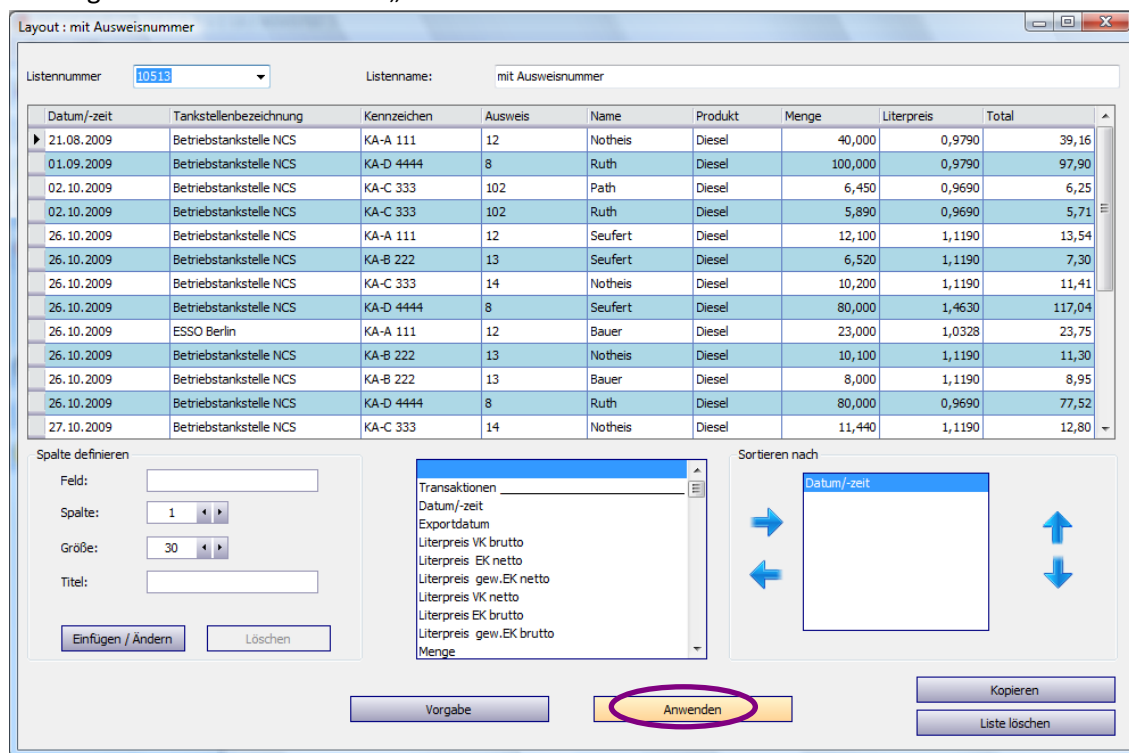 „
Layout : mit Ausweisnummer
Listennummer 10513 Listenname: mit Ausweisnummer
Datum/-zeit Tankstellenbezeichnung Kennzeichen Ausweis Name Produkt Menge Literpreis Total
21.08.2009 Betriebstankstelle NCS KA-A 111 12 Notheis Diesel 40,000 0,9790 39,16
01.09.2009 Betriebstankstelle NCS KA-D 4444 8 Ruth Diesel 100,000 0,9790 97,90
02.10.2009 Betriebstankstelle NCS KA-C 333 102 Path Diesel 6,450 0,9690 6,25
02.10.2009 Betriebstankstelle NCS KA-C 333 102 Ruth Diesel 5,890 0,9690 5,71
26.10.2009 Betriebstankstelle NCS KA-A 111 12 Seufert Diesel 12,100 1,1190 13,54
26.10.2009 Betriebstankstelle NCS KA-B 222 13 Seufert Diesel 6,520 1,1190 7,30
26.10.2009 Betriebstankstelle NCS KA-C 333 14 Notheis Diesel 10,200 1,1190 11,41
26.10.2009 Betriebstankstelle NCS KA-D 4444 8 Seufert Diesel 80,000 1,4630 117,04
26.10.2009 ESSO Berlin KA-A 111 12 Bauer Diesel 23,000 1,0328 23,75
26.10.2009 Betriebstankstelle NCS KA-B 222 13 Notheis Diesel 10,100 1,1190 11,30
26.10.2009 Betriebstankstelle NCS KA-B 222 13 Bauer Diesel 8,000 1,1190 8,95
26.10.2009 Betriebstankstelle NCS KA-D 4444 8 Ruth Diesel 80,000 0,9690 77,52
27.10.2009 Betriebstankstelle NCS KA-C 333 14 Notheis Diesel 11,440 1,1190 12,80
Spalte definieren
Feld:
Spalte: 1
Größe: 30
Titel:
Einfügen / Ändern Löschen
Transaktionen
Datum/-zeit
Exportdatum
Literpreis VK brutto
Literpreis EK netto
Literpreis gew.EK netto
Literpreis VK netto
Literpreis EK brutto
Literpreis gew.EK brutto
Menge
Sortieren nach
Datum/-zeit
Vorgabe Anwenden
Kopieren
Liste löschen